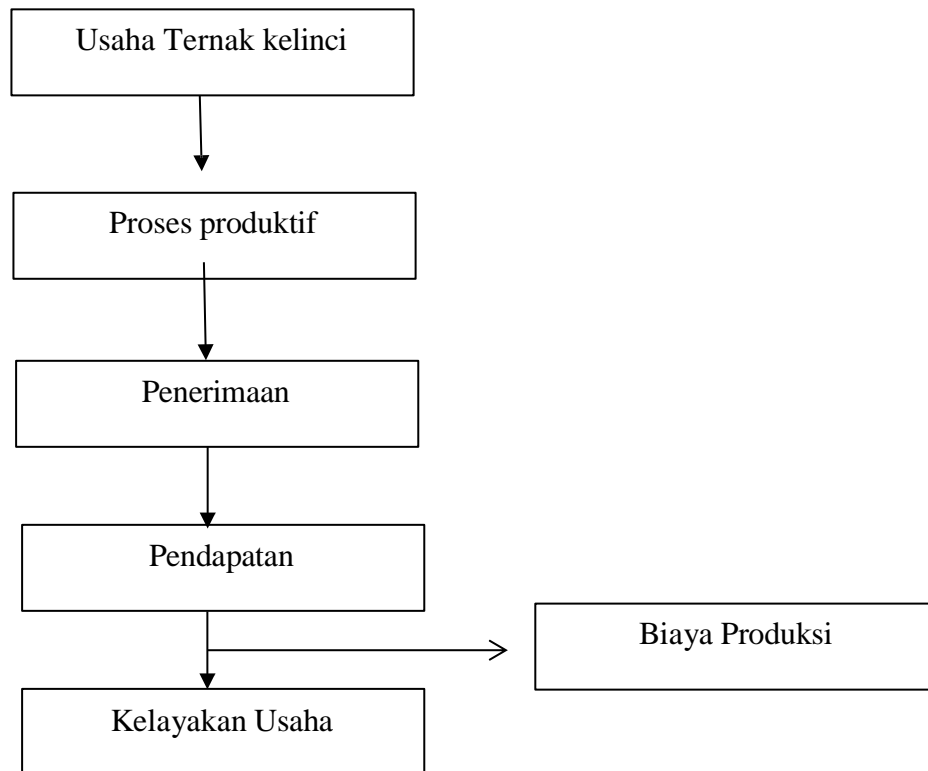 Usaha Ternak kelinci
Proses produktif
Penerimaan
Pendapatan
Biaya Produksi
Kelayakan Usaha